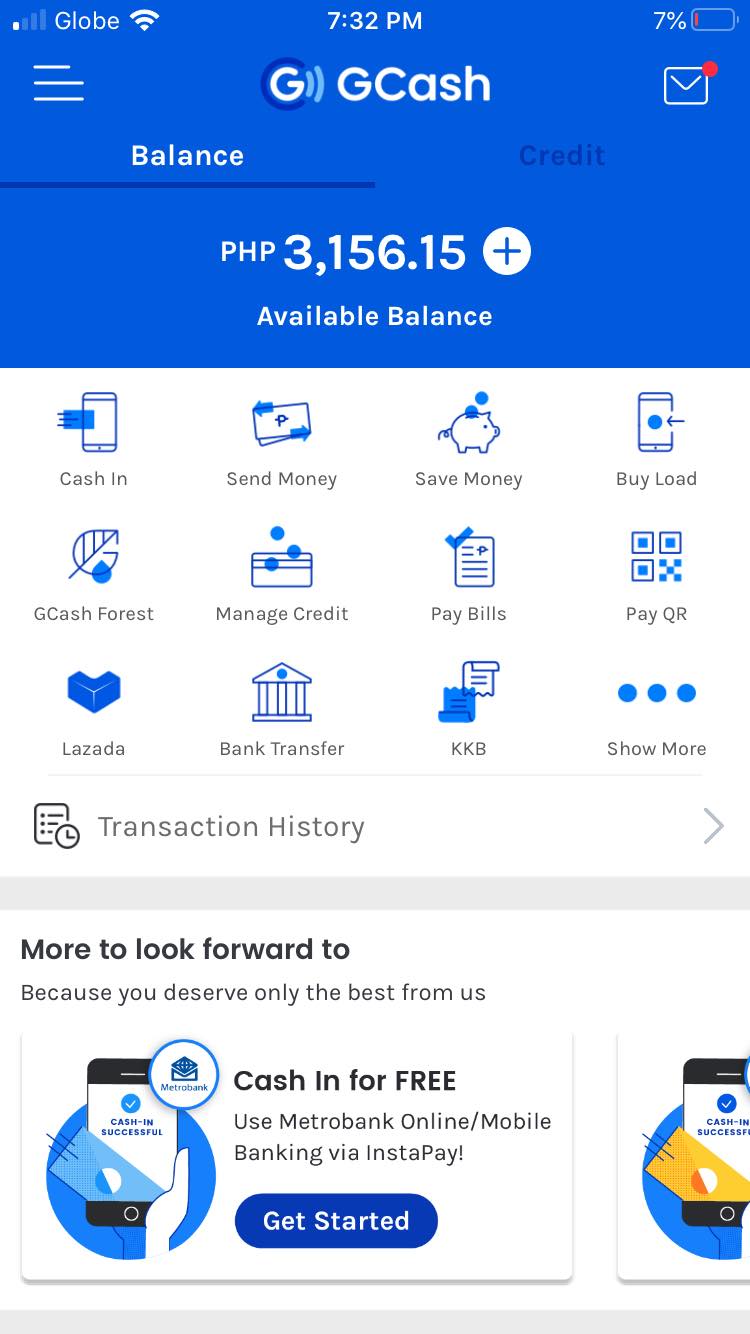 Globe 7:32 PM 7%
G GCash
Balance Credit
PHP 3,156.15
Available Balance
Cash In Send Money Save Money Buy Load
GCash Forest Manage Credit Pay Bills Pay QR
Lazada Bank Transfer KKB Show More
Transaction History
More to look forward to
Because you deserve only the best from us
Metrobank
CASH-IN
SUCCESSFUL
Cash In for FREE
Use Metrobank Online/Mobile
Banking via InstaPay!
Get Started
CASH-IN
SUCCESSFU